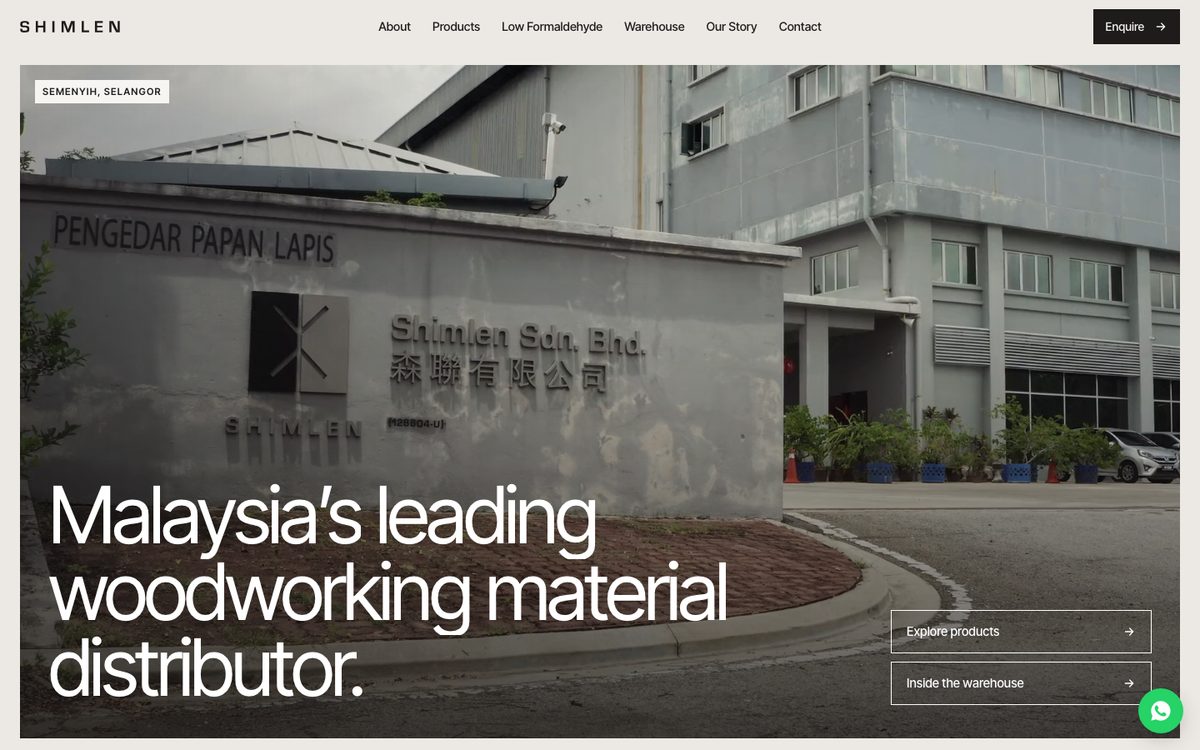 SHIMLEN
About
Products
Low Formaldehyde
Warehouse
Our Story
Contact
Enquire →
SEMENYIH, SELANGOR
PENGEDAR PAPAN LAPIS
Shimlen Sdn. Bhd.
森聯有限公司
SHIMLEN
(128804-U)
Malaysia’s leading
woodworking material
distributor.
Explore products →
Inside the warehouse →